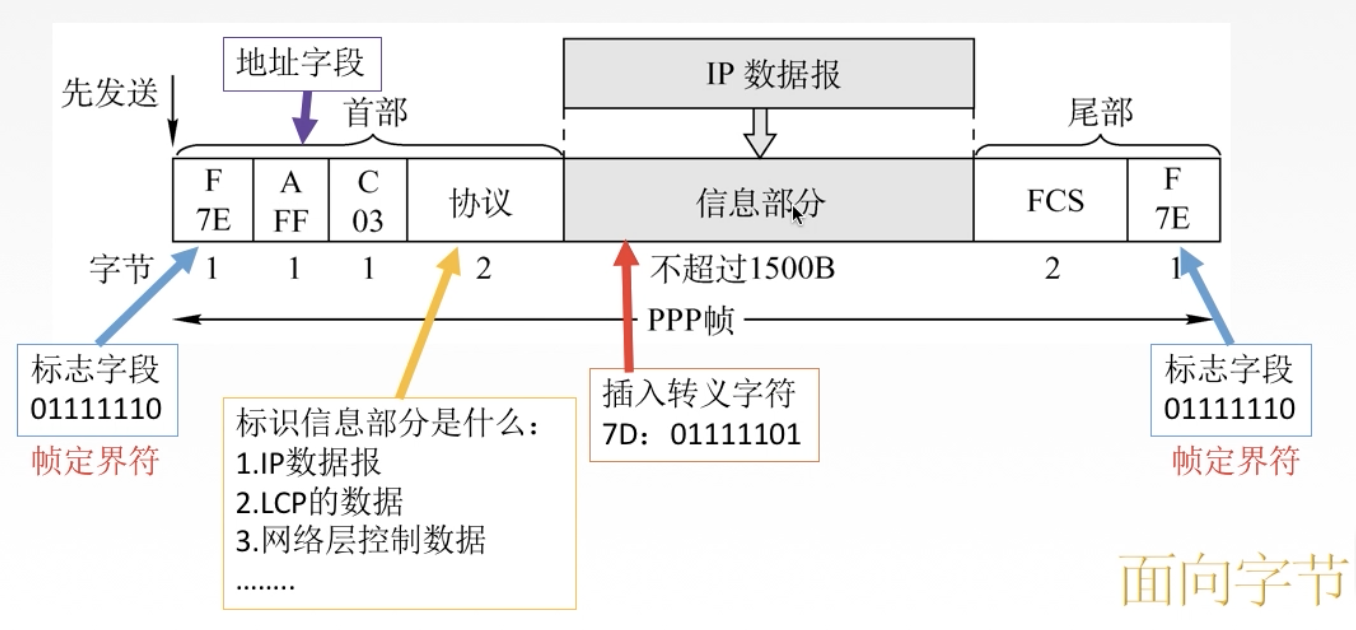 地址字段
IP 数据报
先发送
首部
尾部
F
7E
A
FF
C
03
协议
信息部分
FCS
F
7E
字节
1
1
1
2
不超过1500B
2
1
PPP帧
标志字段
01111110
帧定界符
标识信息部分是什么：
1.IP数据报
2.LCP的数据
3.网络层控制数据
........
插入转义字符
7D：01111101
标志字段
01111110
帧定界符
面向字节